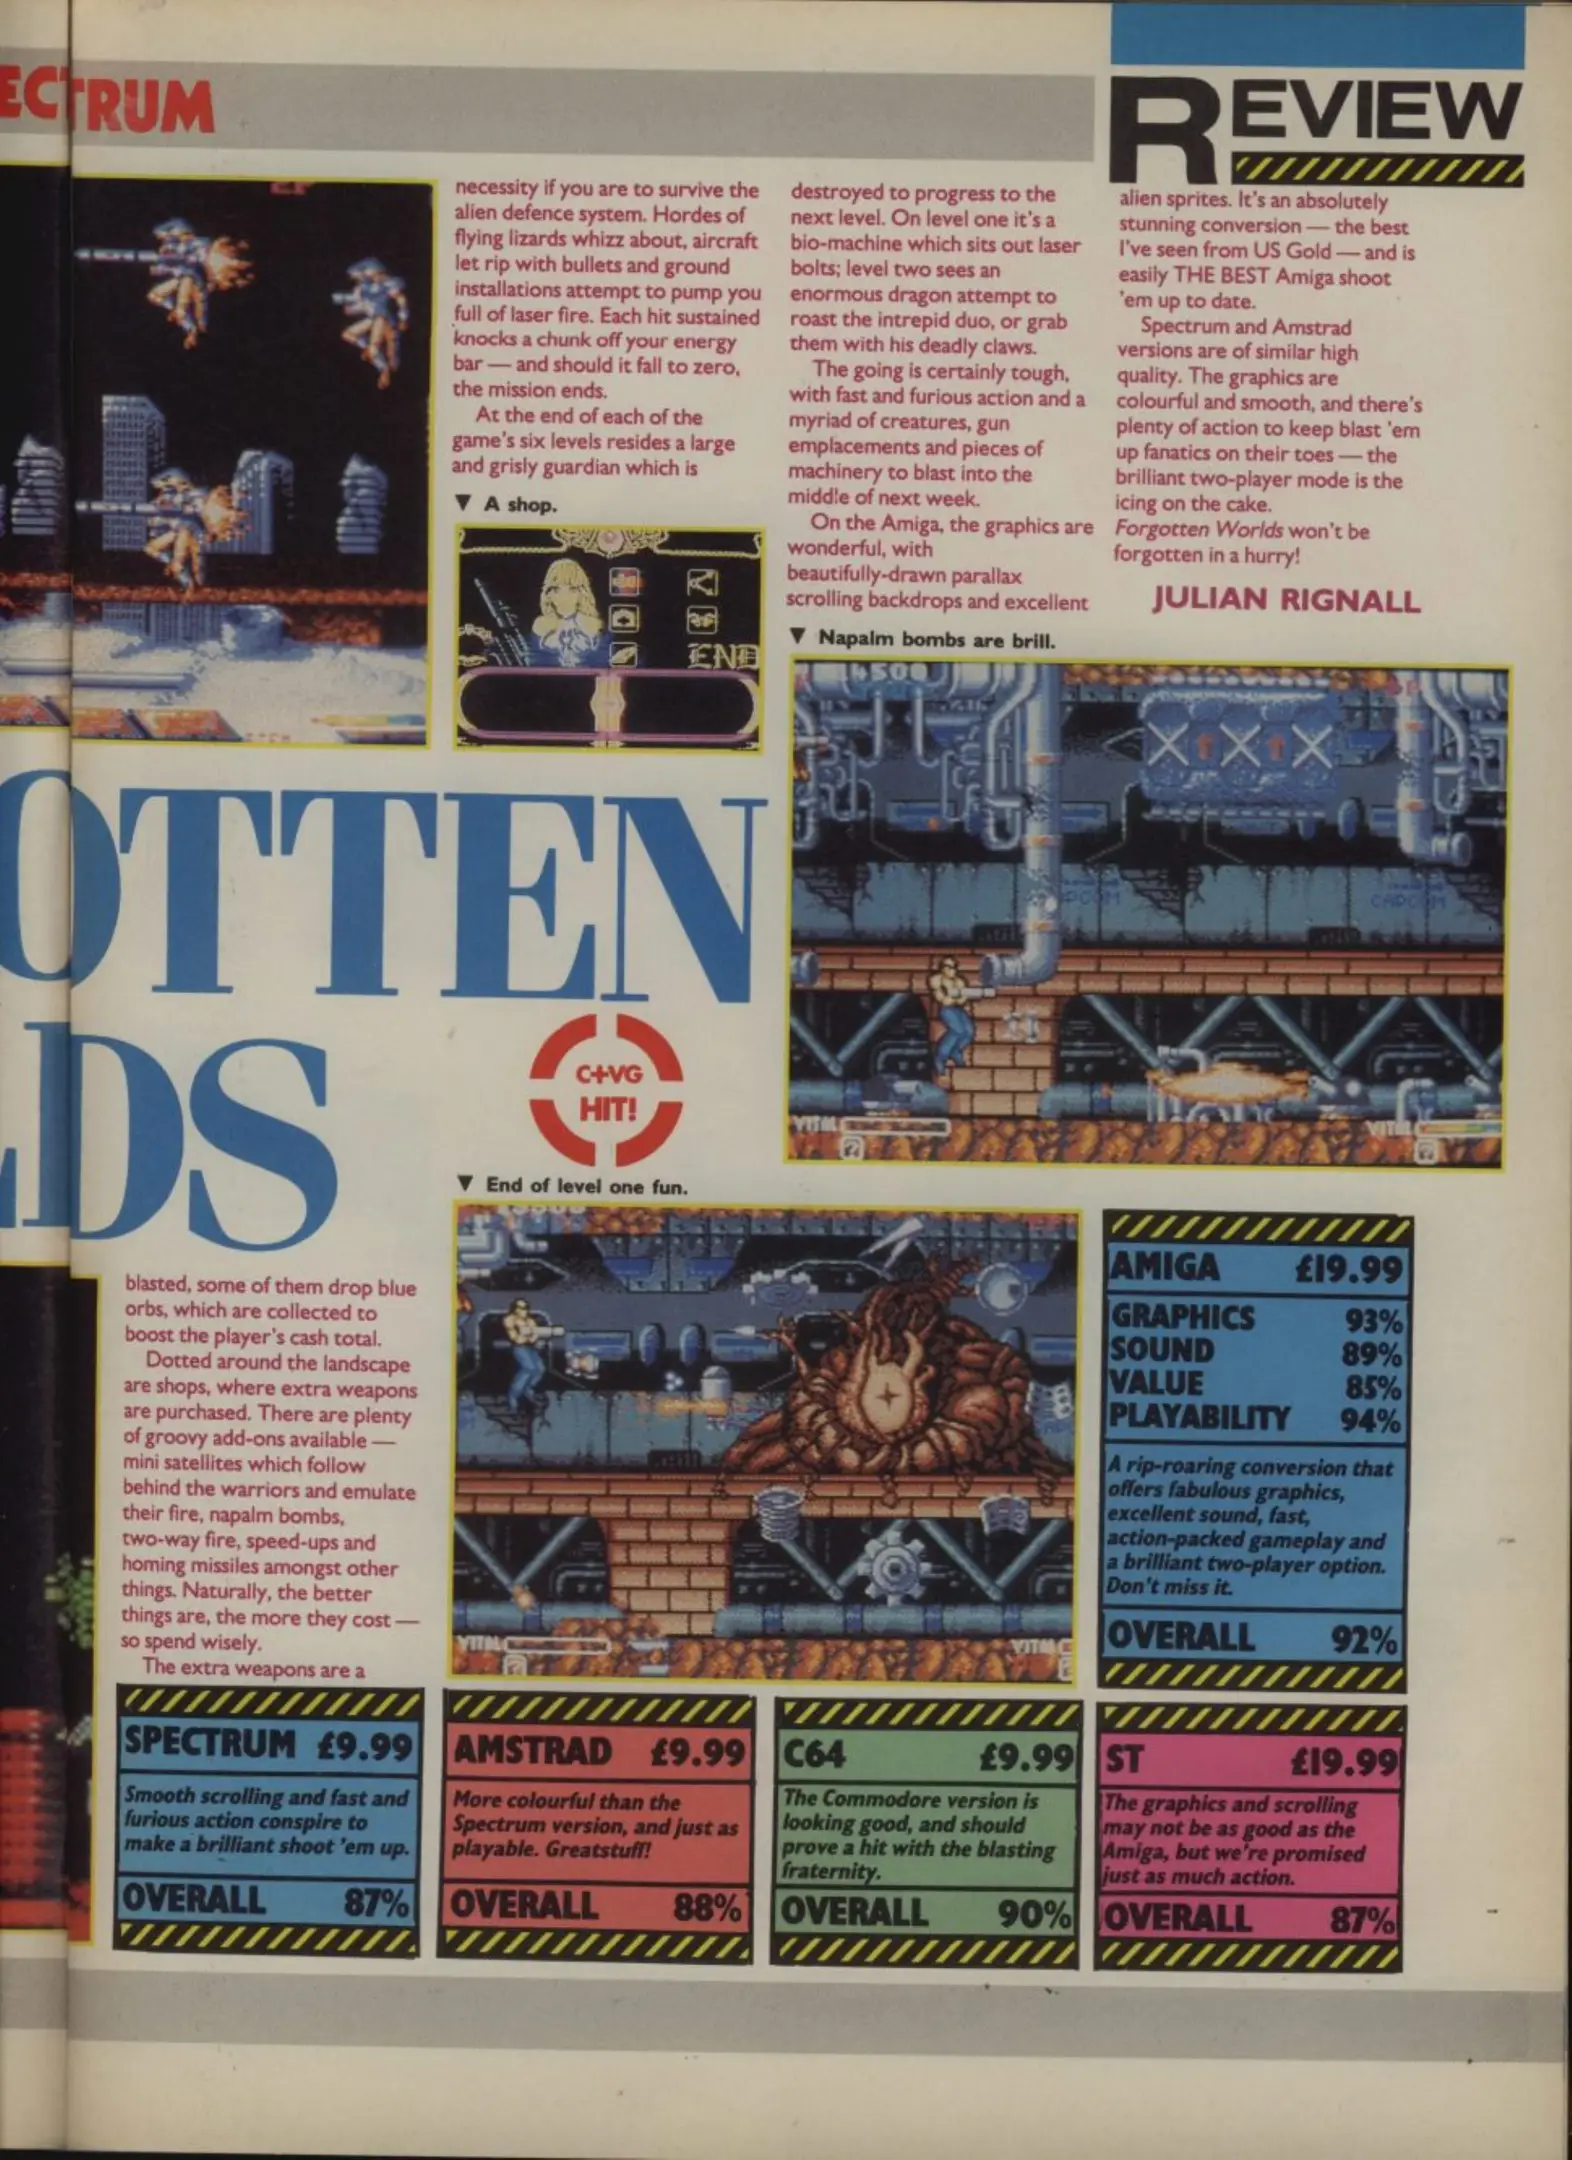 ECTRUM
REVIEW
OTTEN
LDS
C+VG
HIT!
blasted, some of them drop blue
orbs, which are collected to
boost the player's cash total.
Dotted around the landscape
are shops, where extra weapons
are purchased. There are plenty
of groovy add-ons available —
mini satellites which follow
behind the warriors and emulate
their fire, napalm bombs,
two-way fire, speed-ups and
homing missiles amongst other
things. Naturally, the better
things are, the more they cost —
so spend wisely.
The extra weapons are a
necessity if you are to survive the
alien defence system. Hordes of
flying lizards whizz about, aircraft
let rip with bullets and ground
installations attempt to pump you
full of laser fire. Each hit sustained
knocks a chunk off your energy
bar — and should it fall to zero,
the mission ends.
At the end of each of the
game's six levels resides a large
and grisly guardian which is
▼ A shop.
END
destroyed to progress to the
next level. On level one it's a
bio-machine which sits out laser
bolts; level two sees an
enormous dragon attempt to
roast the intrepid duo, or grab
them with his deadly claws.
The going is certainly tough,
with fast and furious action and a
myriad of creatures, gun
emplacements and pieces of
machinery to blast into the
middle of next week.
On the Amiga, the graphics are
wonderful, with
beautifully-drawn parallax
scrolling backdrops and excellent
alien sprites. It's an absolutely
stunning conversion — the best
I've seen from US Gold — and is
easily THE BEST Amiga shoot
'em up to date.
Spectrum and Amstrad
versions are of similar high
quality. The graphics are
colourful and smooth, and there's
plenty of action to keep blast 'em
up fanatics on their toes — the
brilliant two-player mode is the
icing on the cake.
Forgotten Worlds won't be
forgotten in a hurry!
JULIAN RIGNALL
▼ Napalm bombs are brill.
4500
CAPCOM
VITAL
VITAL
▼ End of level one fun.
VITAL
AMIGA £19.99
GRAPHICS 93%
SOUND 89%
VALUE 85%
PLAYABILITY 94%
A rip-roaring conversion that
offers fabulous graphics,
excellent sound, fast,
action-packed gameplay and
a brilliant two-player option.
Don't miss it.
OVERALL 92%
SPECTRUM £9.99
Smooth scrolling and fast and
furious action conspire to
make a brilliant shoot 'em up.
OVERALL 87%
AMSTRAD £9.99
More colourful than the
Spectrum version, and just as
playable. Greatstuff!
OVERALL 88%
C64 £9.99
The Commodore version is
looking good, and should
prove a hit with the blasting
fraternity.
OVERALL 90%
ST £19.99
The graphics and scrolling
may not be as good as the
Amiga, but we're promised
just as much action.
OVERALL 87%